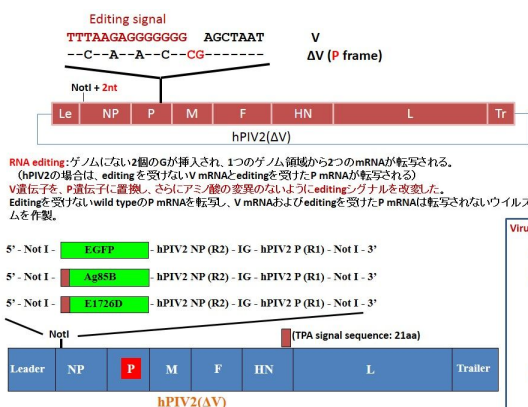 Editing signal
TTTAAGAGGGGGGG AGCTAAT V
--C--A--A--C--CG------- ΔV (P frame)
NotI + 2nt
Le NP P M F HN L Tr
hPIV2(ΔV)
RNA editing:ゲノムにない2個のGが挿入され、1つのゲノム領域から2つのmRNAが転写される。
(hPIV2の場合は、editingを受けないV mRNAとeditingを受けたP mRNAが転写される)
V遺伝子を、P遺伝子に置換し、さらにアミノ酸の変異のないようにeditingシグナルを改変した。
Editingを受けないwild typeのP mRNAを転写し、V mRNAおよびeditingを受けたP mRNAは転写されないウイルス
ムを作製。
Virus
5' - Not I - EGFP - hPIV2 NP (R2) - IG - hPIV2 P (R1) - Not I - 3'
5' - Not I - Ag85B - hPIV2 NP (R2) - IG - hPIV2 P (R1) - Not I - 3'
5' - Not I - E1726D - hPIV2 NP (R2) - IG - hPIV2 P (R1) - Not I - 3'
NotI
(TPA signal sequence: 21aa)
Leader NP P M F HN L Trailer
hPIV2(ΔV)